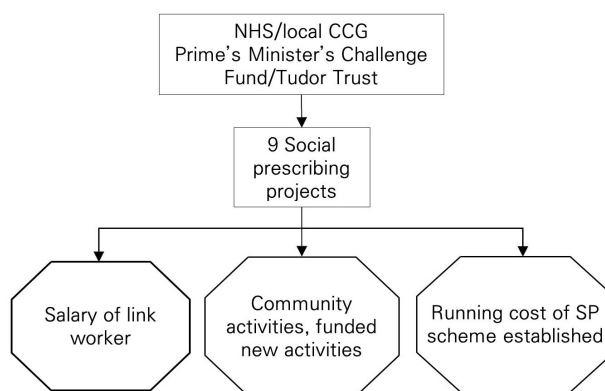 NHS/local CCG
Prime’s Minister’s Challenge
Fund/Tudor Trust
9 Social
prescribing
projects
Salary of link
worker
Community
activities, funded
new activities
Running cost of SP
scheme established